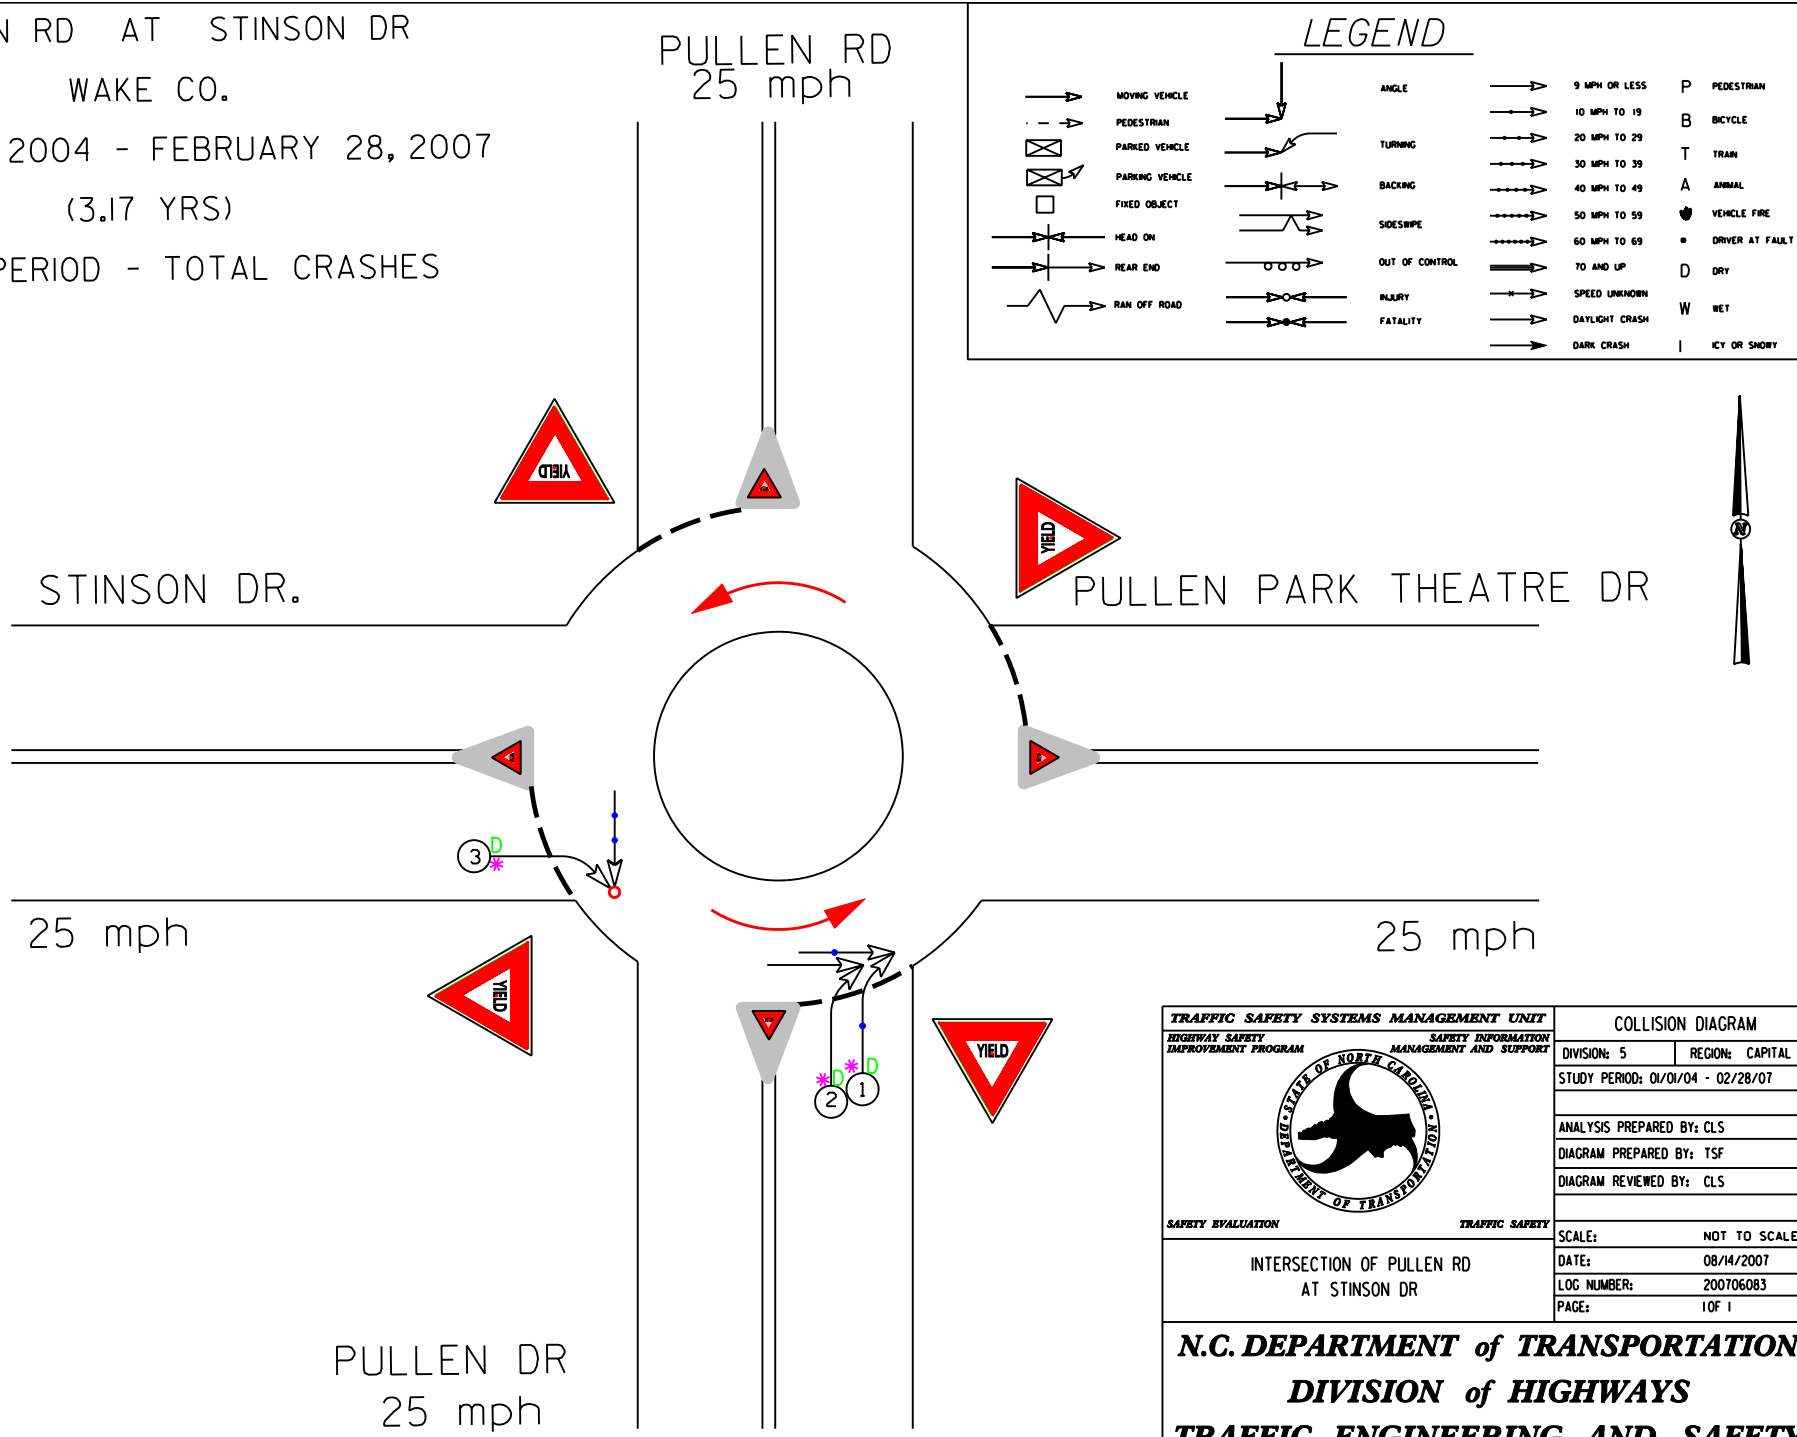 N RD AT STINSON DR
WAKE CO.
2004 - FEBRUARY 28, 2007
(3.17 YRS)
PERIOD - TOTAL CRASHES
PULLEN RD
25 mph
LEGEND
MOVING VEHICLE
PEDESTRIAN
PARKED VEHICLE
PARKING VEHICLE
FIXED OBJECT
HEAD ON
REAR END
RAN OFF ROAD
ANGLE
TURNING
BACKING
SIDESWIPE
OUT OF CONTROL
INJURY
FATALITY
9 MPH OR LESS
10 MPH TO 19
20 MPH TO 29
30 MPH TO 39
40 MPH TO 49
50 MPH TO 59
60 MPH TO 69
70 AND UP
SPEED UNKNOWN
DAYLIGHT CRASH
DARK CRASH
P PEDESTRIAN
B BICYCLE
T TRAIN
A ANIMAL
VEHICLE FIRE
DRIVER AT FAULT
D DRY
W WET
I ICY OR SNOWY
N
YIELD
YIELD
STINSON DR.
PULLEN PARK THEATRE DR
3 D
*
25 mph
25 mph
YIELD
YIELD
* D
* D
2
1
PULLEN DR
25 mph
TRAFFIC SAFETY SYSTEMS MANAGEMENT UNIT
HIGHWAY SAFETY
IMPROVEMENT PROGRAM
SAFETY INFORMATION
MANAGEMENT AND SUPPORT
STATE OF NORTH CAROLINA
DEPARTMENT OF TRANSPORTATION
SAFETY EVALUATION
TRAFFIC SAFETY
INTERSECTION OF PULLEN RD
AT STINSON DR
COLLISION DIAGRAM
DIVISION: 5 REGION: CAPITAL
STUDY PERIOD: 01/01/04 - 02/28/07
ANALYSIS PREPARED BY: CLS
DIAGRAM PREPARED BY: TSF
DIAGRAM REVIEWED BY: CLS
SCALE: NOT TO SCALE
DATE: 08/14/2007
LOG NUMBER: 200706083
PAGE: 1 OF 1
N.C. DEPARTMENT of TRANSPORTATION
DIVISION of HIGHWAYS
TRAFFIC ENGINEERING AND SAFETY